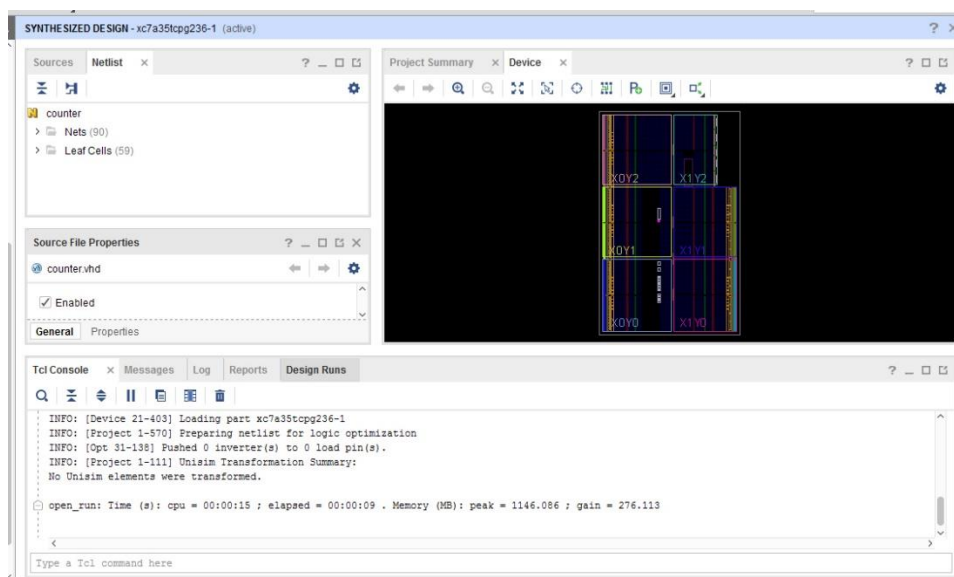 SYNTHESIZED DESIGN - xc7a35tcpg236-1 (active)
Sources Netlist
counter
Nets (90)
Leaf Cells (59)
Source File Properties
counter.vhd
Enabled
General Properties
Project Summary Device
X0Y2 X1Y2
X0Y1 X1Y1
X0Y0 X1Y0
Tcl Console Messages Log Reports Design Runs
INFO: [Device 21-403] Loading part xc7a35tcpg236-1
INFO: [Project 1-570] Preparing netlist for logic optimization
INFO: [Opt 31-138] Pushed 0 inverter(s) to 0 load pin(s).
INFO: [Project 1-111] Unisim Transformation Summary:
No Unisim elements were transformed.
open_run: Time (s): cpu = 00:00:15 ; elapsed = 00:00:09 . Memory (MB): peak = 1146.086 ; gain = 276.113
Type a Tcl command here